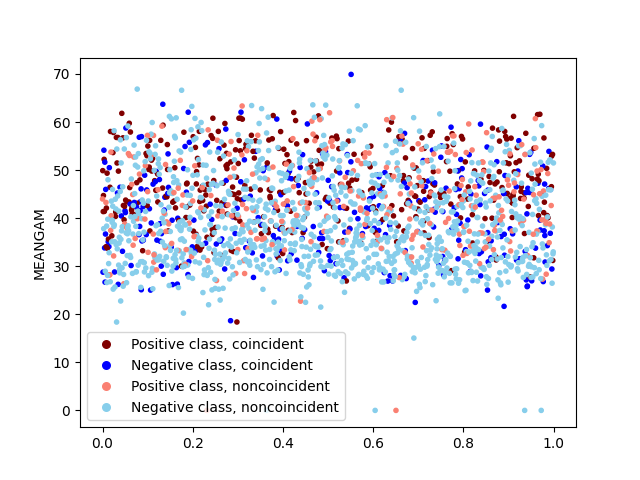 70
60
50
40
30
20
10
0
MEANGAM
Positive class, coincident
Negative class, coincident
Positive class, noncoincident
Negative class, noncoincident
0.0 0.2 0.4 0.6 0.8 1.0